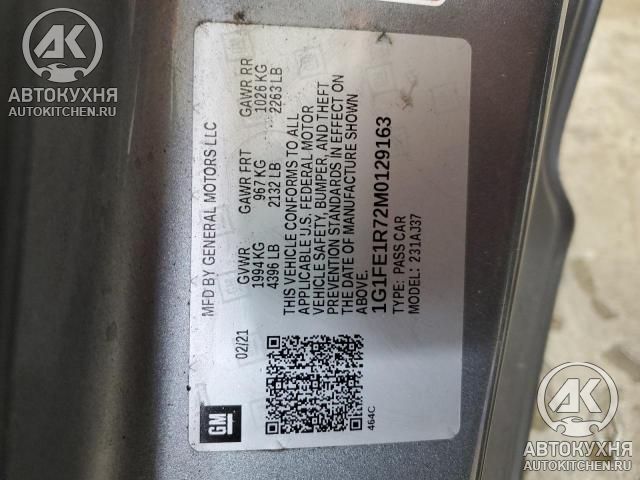 MFD BY GENERAL MOTORS LLC
02/21
GVWR
1994 KG
4396 LB
GAWR FRT
967 KG
2132 LB
GAWR RR
1026 KG
2263 LB
THIS VEHICLE CONFORMS TO ALL
APPLICABLE U.S. FEDERAL MOTOR
VEHICLE SAFETY, BUMPER, AND THEFT
PREVENTION STANDARDS IN EFFECT ON
THE DATE OF MANUFACTURE SHOWN
ABOVE.
1G1FE1R72M0129163
TYPE: PASS CAR
MODEL: 231AJ37
GM
464C
АК
АВТОКУХНЯ
AUTOKITCHEN.RU
АК
АВТОКУХНЯ
AUTOKITCHEN.RU